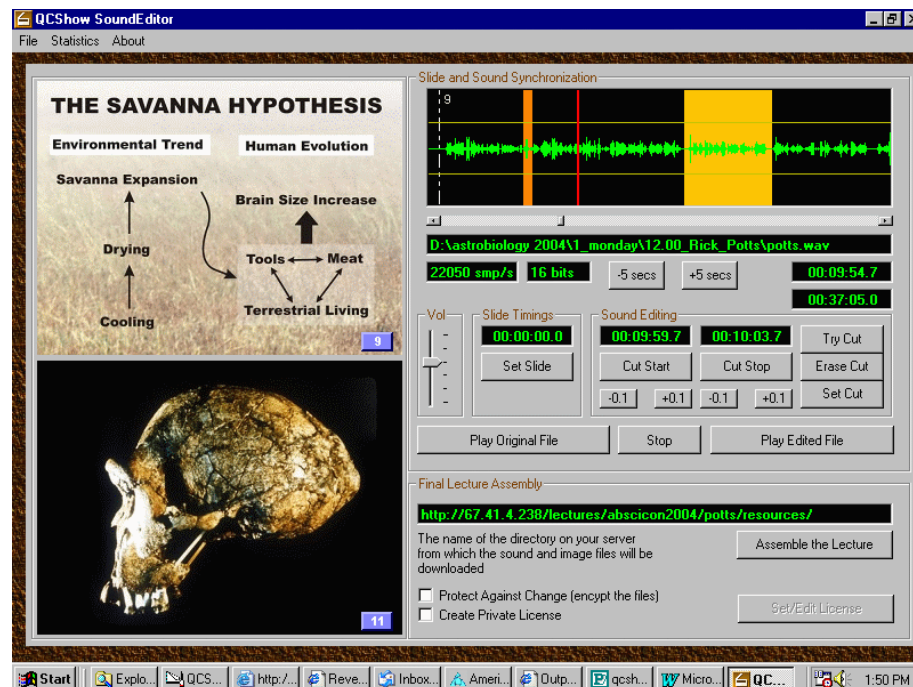 QCShow SoundEditor
File Statistics About
THE SAVANNA HYPOTHESIS
Environmental Trend
Human Evolution
Savanna Expansion
Brain Size Increase
Drying
Tools
Meat
Terrestrial Living
Cooling
9
11
Slide and Sound Synchronization
9
D:\astrobiology 2004\1_monday\12.00_Rick_Potts\potts.wav
22050 smp/s
16 bits
-5 secs
+5 secs
00:09:54.7
00:37:05.0
Vol
Slide Timings
00:00:00.0
Set Slide
Sound Editing
00:09:59.7
00:10:03.7
Try Cut
Cut Start
Cut Stop
Erase Cut
-0.1
+0.1
-0.1
+0.1
Set Cut
Play Original File
Stop
Play Edited File
Final Lecture Assembly
http://67.41.4.238/lectures/abscicon2004/potts/resources/
The name of the directory on your server
from which the sound and image files will be
downloaded
Assemble the Lecture
Protect Against Change (encypt the files)
Create Private License
Set/Edit License
Start
Explo...
QCS...
http:/...
Reve...
Inbox...
Ameri...
Outp...
qcsh...
Micro...
QC...
1:50 PM